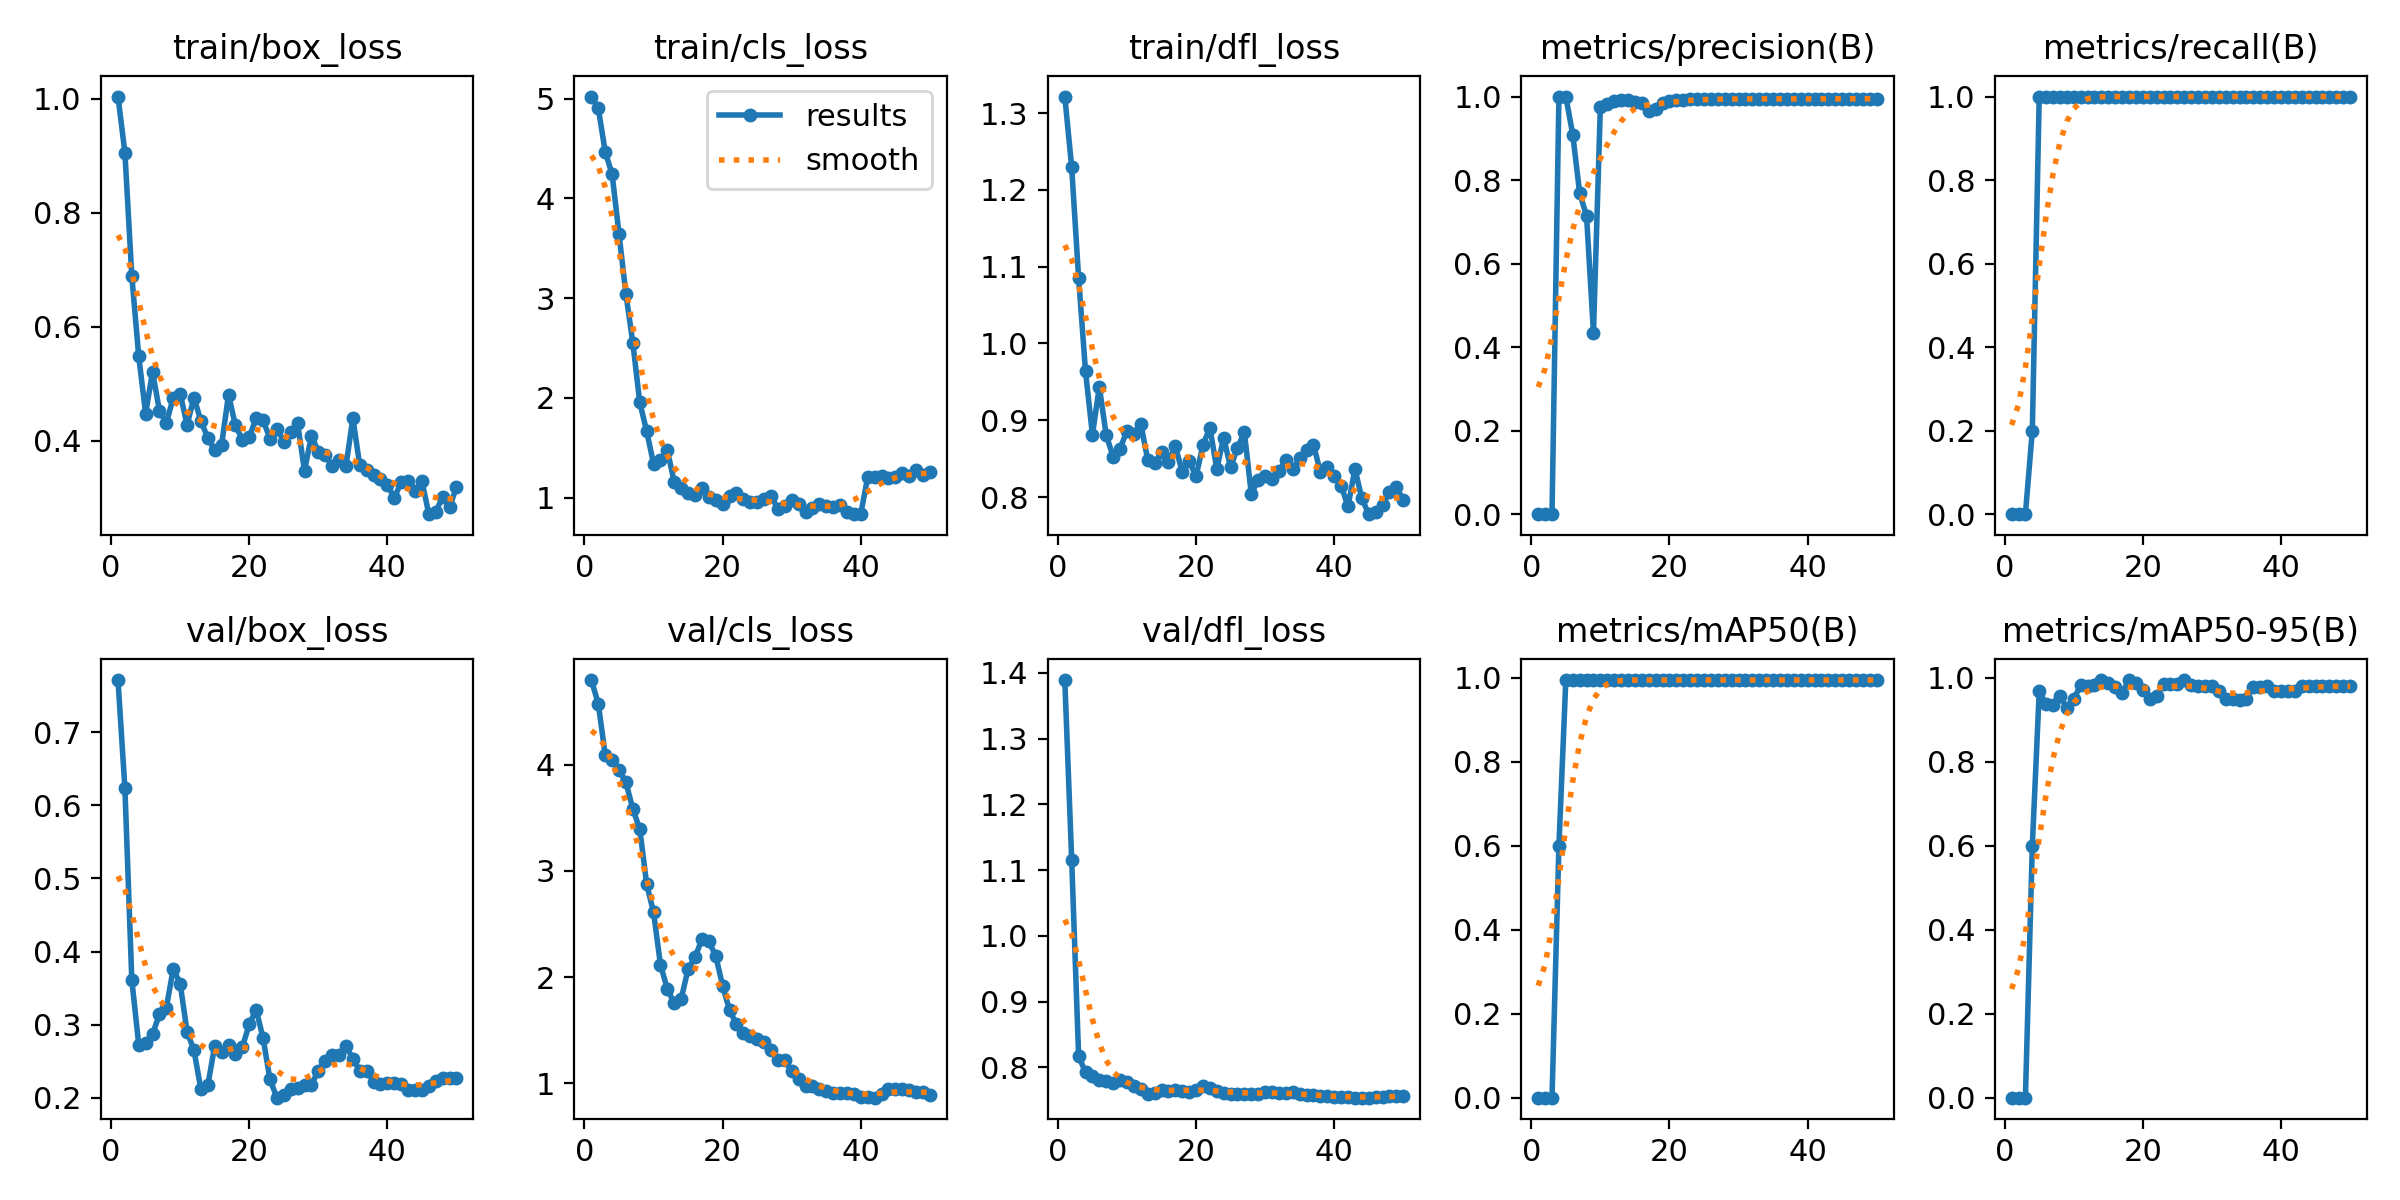 train/box_loss
train/cls_loss
train/dfl_loss
metrics/precision(B)
metrics/recall(B)
1.0
0.8
0.6
0.4
0 20 40
5
4
3
2
1
0 20 40
results
smooth
1.3
1.2
1.1
1.0
0.9
0.8
0 20 40
1.0
0.8
0.6
0.4
0.2
0.0
0 20 40
1.0
0.8
0.6
0.4
0.2
0.0
0 20 40
val/box_loss
val/cls_loss
val/dfl_loss
metrics/mAP50(B)
metrics/mAP50-95(B)
0.7
0.6
0.5
0.4
0.3
0.2
0 20 40
4
3
2
1
0 20 40
1.4
1.3
1.2
1.1
1.0
0.9
0.8
0 20 40
1.0
0.8
0.6
0.4
0.2
0.0
0 20 40
1.0
0.8
0.6
0.4
0.2
0.0
0 20 40